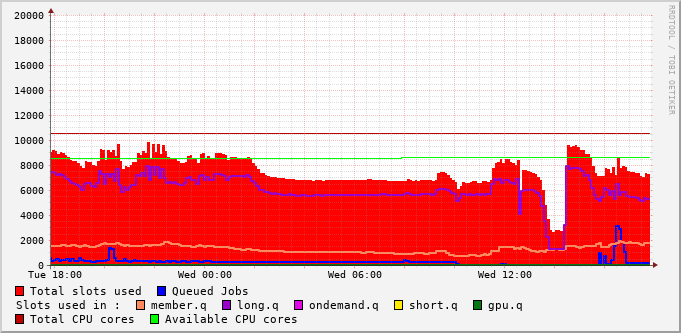 20000
18000
16000
14000
12000
10000
8000
6000
4000
2000
0
Tue 18:00 Wed 00:00 Wed 06:00 Wed 12:00
Total slots used Queued Jobs
Slots used in : member.q long.q ondemand.q short.q gpu.q
Total CPU cores Available CPU cores
RRDTOOL / TOBI OETIKER